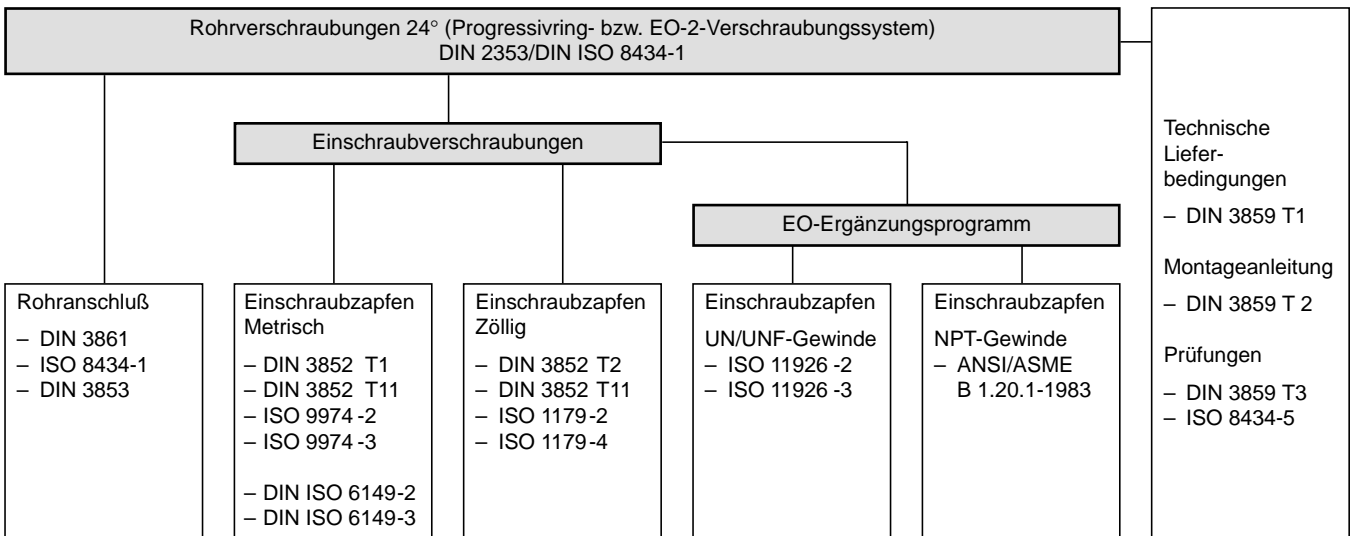 Rohrverschraubungen 24° (Progressivring- bzw. EO-2-Verschraubungssystem)
DIN 2353/DIN ISO 8434-1
Einschraubverschraubungen
EO-Ergänzungsprogramm
Rohranschluß
– DIN 3861
– ISO 8434-1
– DIN 3853
Einschraubzapfen
Metrisch
– DIN 3852 T1
– DIN 3852 T11
– ISO 9974-2
– ISO 9974-3
– DIN ISO 6149-2
– DIN ISO 6149-3
Einschraubzapfen
Zöllig
– DIN 3852 T2
– DIN 3852 T11
– ISO 1179-2
– ISO 1179-4
Einschraubzapfen
UN/UNF-Gewinde
– ISO 11926-2
– ISO 11926-3
Einschraubzapfen
NPT-Gewinde
– ANSI/ASME
B 1.20.1-1983
Technische
Liefer-
bedingungen
– DIN 3859 T1
Montageanleitung
– DIN 3859 T 2
Prüfungen
– DIN 3859 T3
– ISO 8434-5